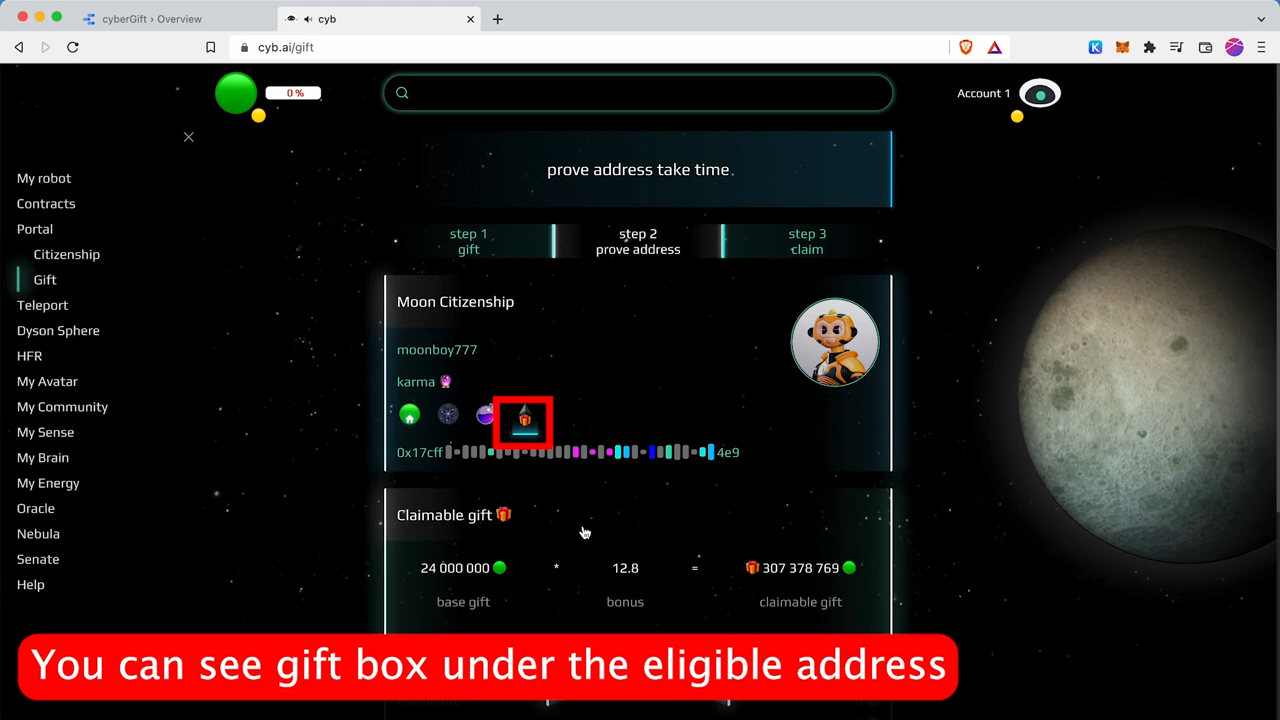 cyberGift › Overview
cyb
cyb.ai/gift
0 %
Account 1
prove address take time
step 1
gift
step 2
prove address
step 3
claim
My robot
Contracts
Portal
Citizenship
Gift
Teleport
Dyson Sphere
HFR
My Avatar
My Community
My Sense
My Brain
My Energy
Oracle
Nebula
Senate
Help
Moon Citizenship
moonboy777
karma
0x17cff 4e9
Claimable gift
24 000 000 * 12.8 = 307 378 769
base gift bonus claimable gift
You can see gift box under the eligible address